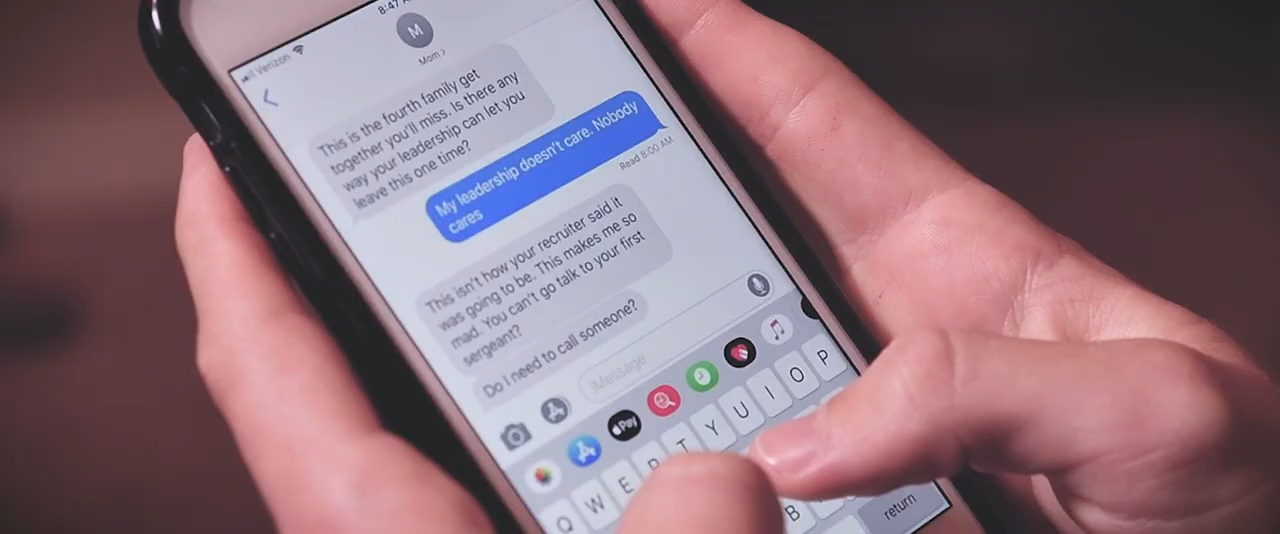 8:47 A
Verizon
M
Mom
This is the fourth family get
together you'll miss. Is there any
way your leadership can let you
leave this one time?
My leadership doesn't care. Nobody
cares
Read 8:00 AM
This isn't how your recruiter said it
was going to be. This makes me so
mad. You can't go talk to your first
sergeant?
Do I need to call someone?
iMessage
Pay
Q W E R T Y U I O P
B
return